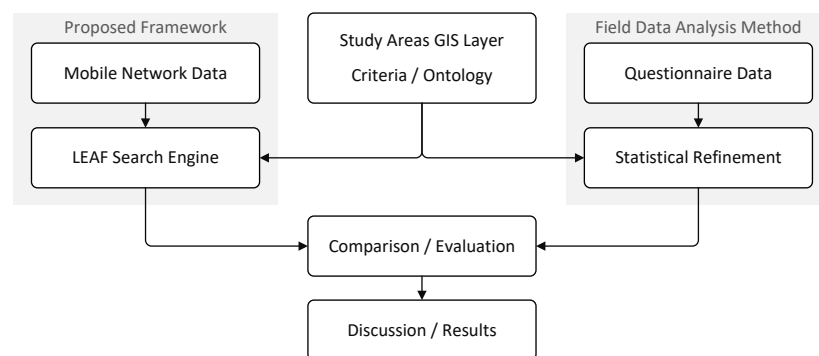 Proposed Framework
Mobile Network Data
LEAF Search Engine
Study Areas GIS Layer
Criteria / Ontology
Field Data Analysis Method
Questionnaire Data
Statistical Refinement
Comparison / Evaluation
Discussion / Results